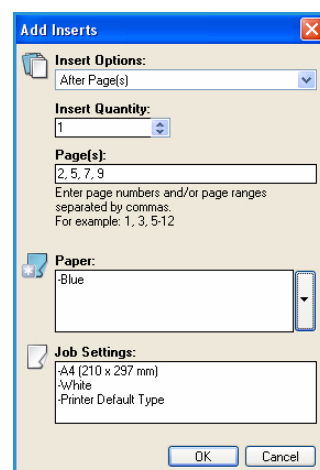 Add Inserts
Insert Options:
After Page(s)
Insert Quantity:
1
Page(s):
2, 5, 7, 9
Enter page numbers and/or page ranges
separated by commas.
For example: 1, 3, 5-12
Paper:
-Blue
Job Settings:
-A4 (210 x 297 mm)
-White
-Printer Default Type
OK Cancel